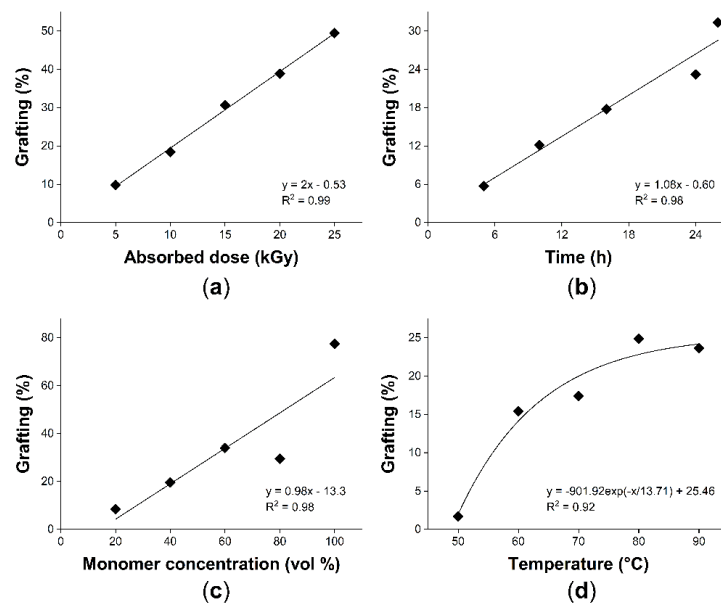 50
40
30
20
10
0
Grafting (%)
y = 2x - 0.53
R² = 0.99
0 5 10 15 20 25
Absorbed dose (kGy)
(a)
30
24
18
12
6
0
Grafting (%)
y = 1.08x - 0.60
R² = 0.98
0 6 12 18 24
Time (h)
(b)
80
60
40
20
0
Grafting (%)
y = 0.98x - 13.3
R² = 0.98
0 20 40 60 80 100
Monomer concentration (vol %)
(c)
25
20
15
10
5
0
Grafting (%)
y = -901.92exp(-x/13.71) + 25.46
R² = 0.92
50 60 70 80 90
Temperature (°C)
(d)